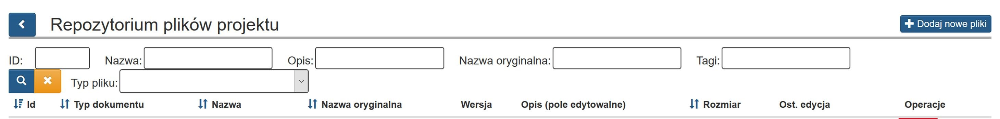 Repozytorium plików projektu
Dodaj nowe pliki
ID: Nazwa: Opis: Nazwa oryginalna: Tagi:
Typ pliku:
Id Typ dokumentu Nazwa Nazwa oryginalna Wersja Opis (pole edytowalne) Rozmiar Ost. edycja Operacje